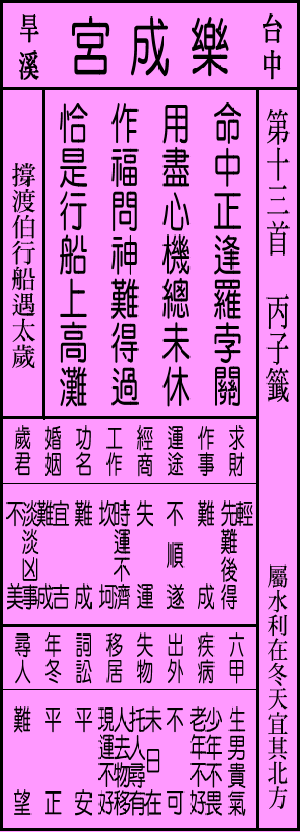 台中
樂成宮
旱溪
第十三首 丙子籤
屬水利在冬天宜其北方
命中正逢羅孛關
用盡心機總未休
作福問神難得過
恰是行船上高灘
撐渡伯行船遇太歲
求財
輕
先難後得
作事
難成
運途
不順遂
經商
失運
工作
時運不濟
坎坷
功名
難成
婚姻
宜吉
難成
歲君
淡淡凶事
不美
六甲
生男貴氣
疾病
少年不畏
老年不好
出外
不可
失物
未日在
托人尋有
移居
人去物移
現運不好
詞訟
平安
年冬
平正
尋人
難望